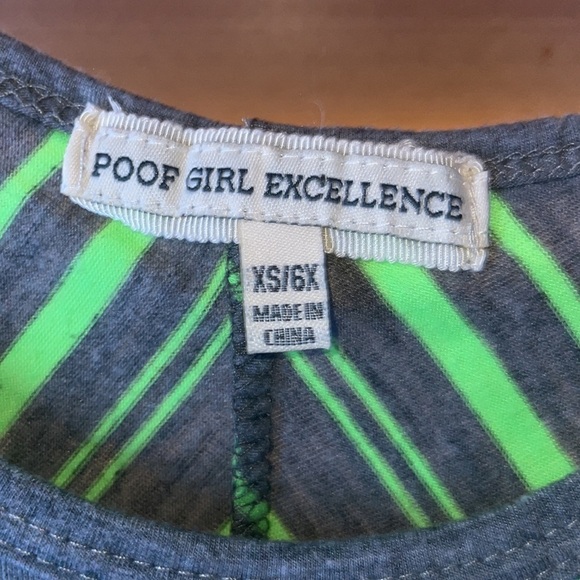 POOF GIRL EXCELLENCE
XS/6X
MADE IN
CHINA